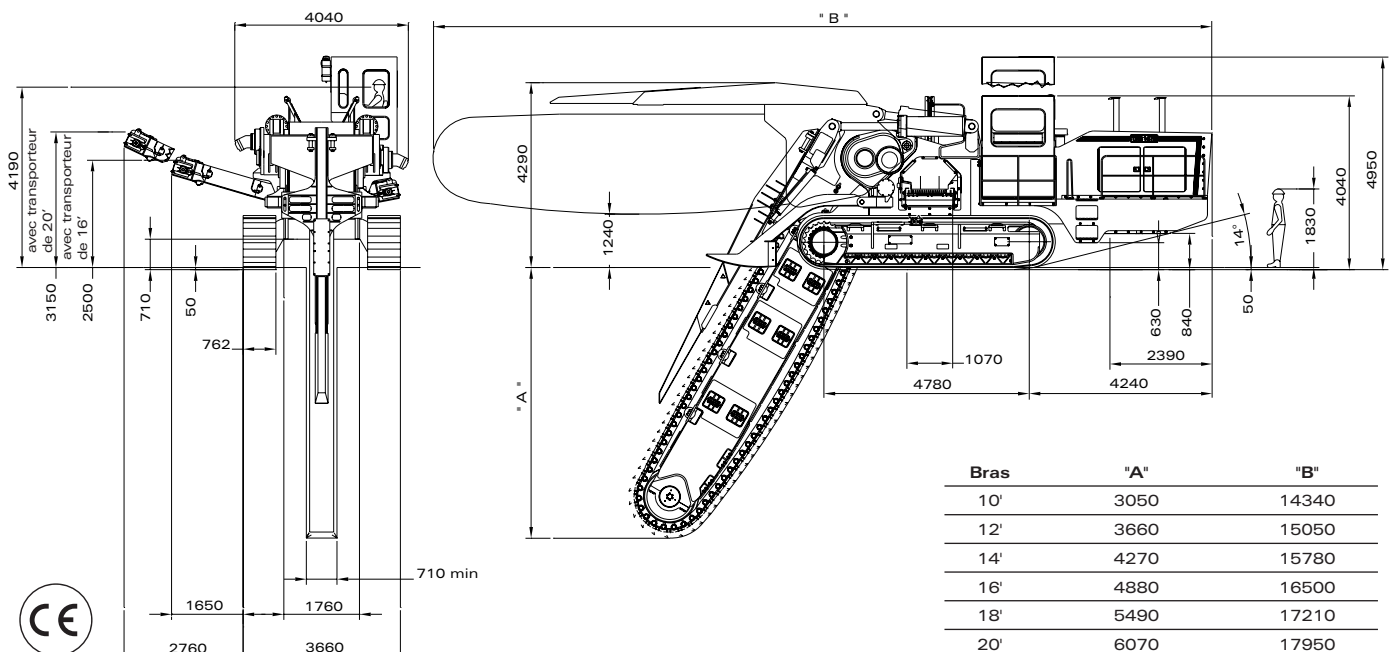 4040
" B "
4190
avec transporteur
de 20'
avec transporteur
de 16'
3150
2500
710
50
762
710 min
1650
1760
2760
3660
CE
4290
1240
" A "
4950
4040
1830
14°
50
630
840
1070
2390
4780
4240
Bras "A" "B"
10' 3050 14340
12' 3660 15050
14' 4270 15780
16' 4880 16500
18' 5490 17210
20' 6070 17950